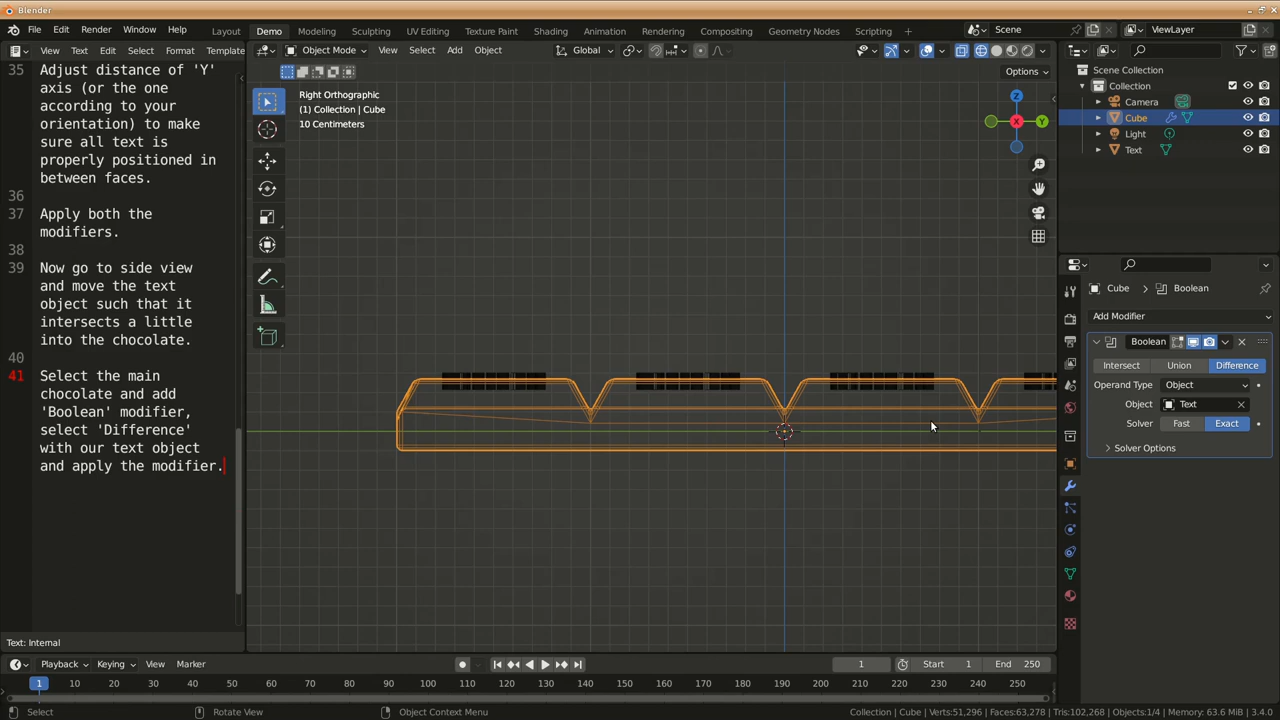 Blender
File Edit Render Window Help Layout Demo Modeling Sculpting UV Editing Texture Paint Shading Animation Rendering Compositing Geometry Nodes Scripting + Scene ViewLayer
View Text Edit Select Format Template
Object Mode View Select Add Object Global
Options
35 Adjust distance of 'Y'
axis (or the one
according to your
orientation) to make
sure all text is
properly positioned in
between faces.
36
37 Apply both the
modifiers.
38
39 Now go to side view
and move the text
object such that it
intersects a little
into the chocolate.
40
41 Select the main
chocolate and add
'Boolean' modifier,
select 'Difference'
with our text object
and apply the modifier.
Text: Internal
Right Orthographic
(1) Collection | Cube
10 Centimeters
Z
X
Y
Scene Collection
Collection
Camera
Cube
Light
Text
Cube > Boolean
Add Modifier
Boolean
Intersect Union Difference
Operand Type Object
Object Text
Solver Fast Exact
Solver Options
Playback Keying View Marker 1 Start 1 End 250
1 10 20 30 40 50 60 70 80 90 100 110 120 130 140 150 160 170 180 190 200 210 220 230 240 250
Select Rotate View Object Context Menu Collection | Cube | Verts:51,296 | Faces:63,278 | Tris:102,268 | Objects:1/4 | Memory: 63.6 MiB | 3.4.0